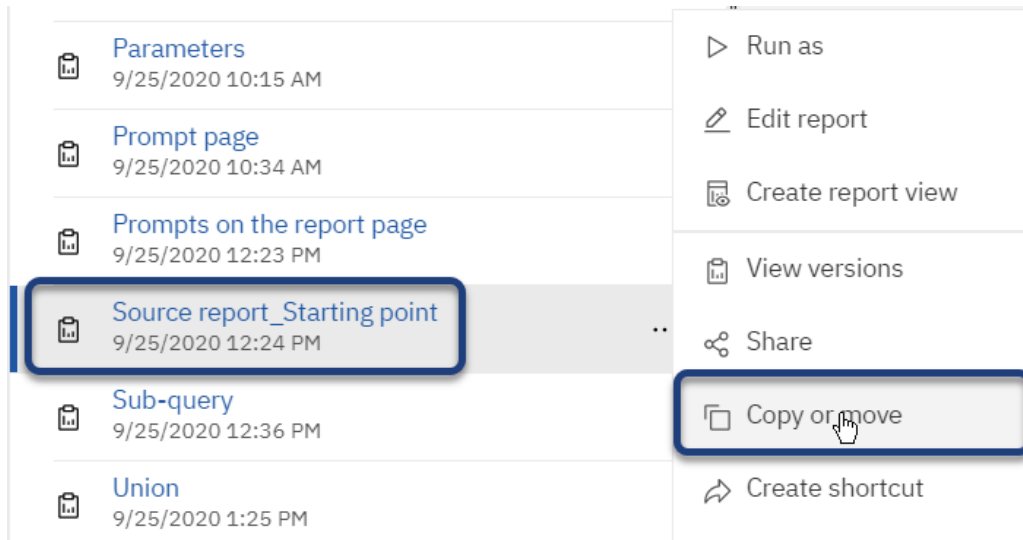 Parameters
9/25/2020 10:15 AM
Prompt page
9/25/2020 10:34 AM
Prompts on the report page
9/25/2020 12:23 PM
Source report_Starting point
9/25/2020 12:24 PM
Sub-query
9/25/2020 12:36 PM
Union
9/25/2020 1:25 PM
Run as
Edit report
Create report view
View versions
Share
Copy or move
Create shortcut